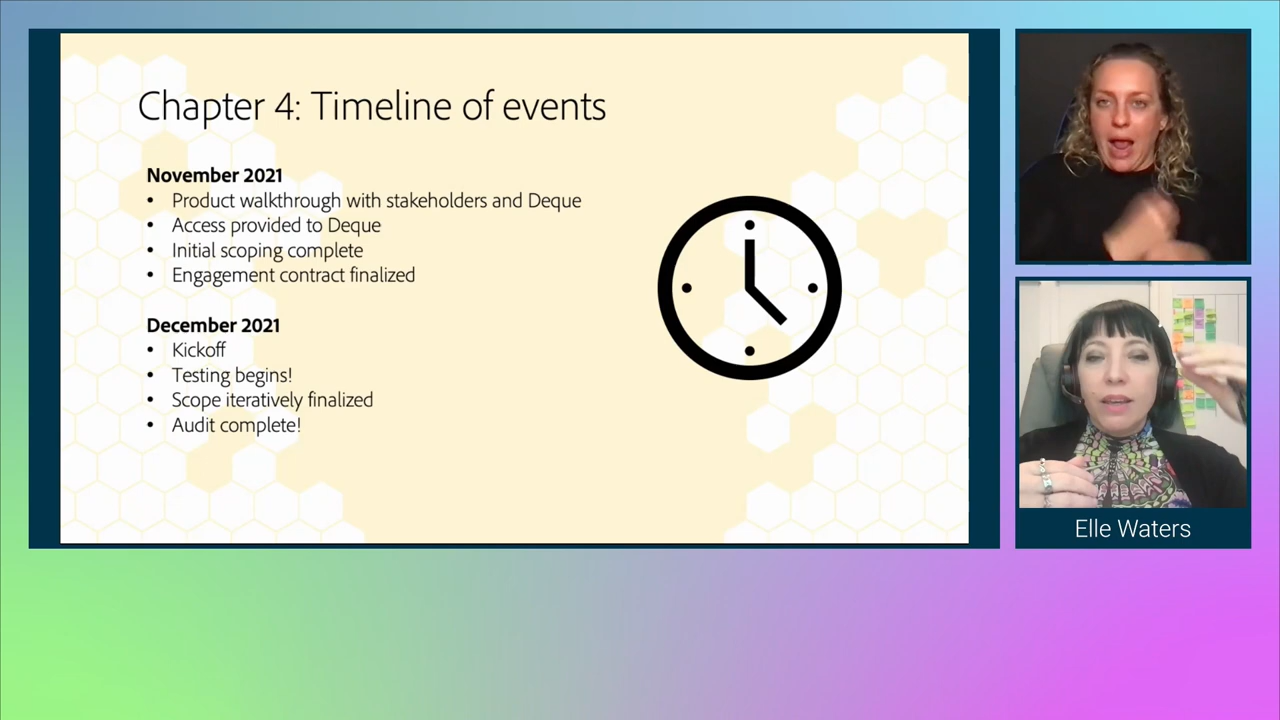 Chapter 4: Timeline of events
November 2021
• Product walkthrough with stakeholders and Deque
• Access provided to Deque
• Initial scoping complete
• Engagement contract finalized
December 2021
• Kickoff
• Testing begins!
• Scope iteratively finalized
• Audit complete!
Elle Waters